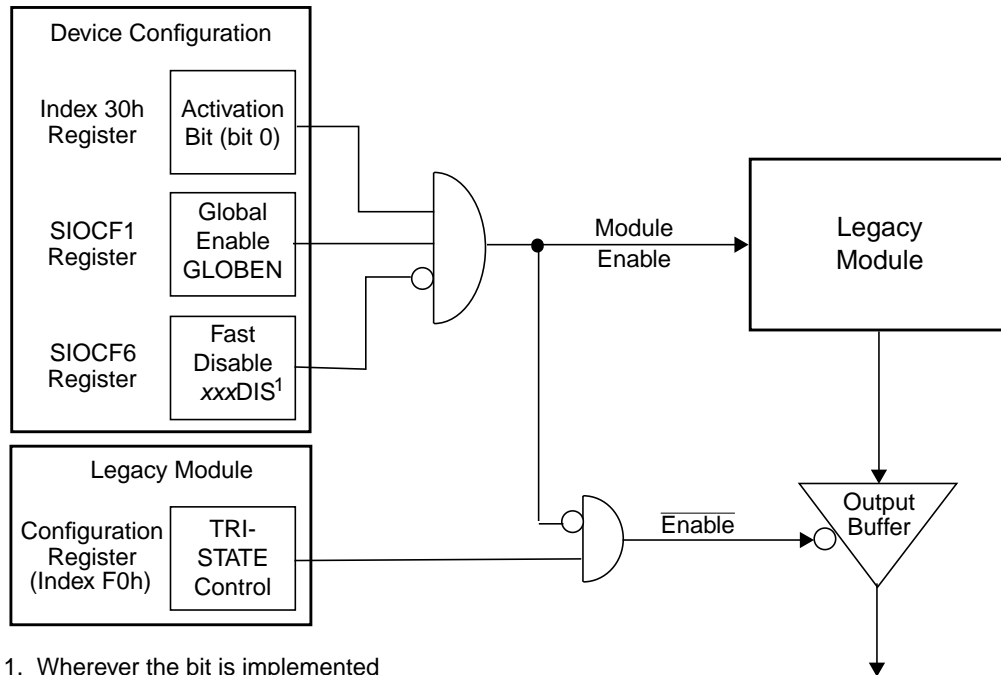 Device Configuration
Index 30h
Register
Activation
Bit (bit 0)
SIOCF1
Register
Global
Enable
GLOBEN
SIOCF6
Register
Fast
Disable
xxxDIS1
Module
Enable
Legacy
Module
Legacy Module
Configuration
Register
(Index F0h)
TRI-
STATE
Control
Enable
Output
Buffer
1. Wherever the bit is implemented